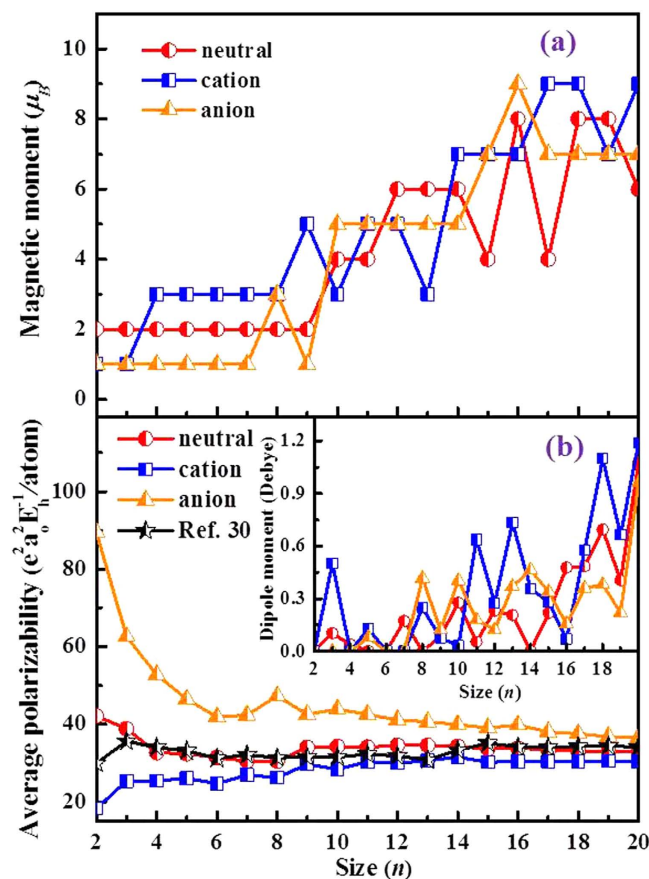 10
8
6
4
2
0
Magnetic moment (μB)
neutral
cation
anion
(a)
100
80
60
40
20
Average polarizability (e²a²oE⁻¹h/atom)
neutral
cation
anion
Ref. 30
1.2
0.9
0.6
0.3
0.0
Dipole moment (Debye)
(b)
2 4 6 8 10 12 14 16 18
Size (n)
2 4 6 8 10 12 14 16 18 20
Size (n)